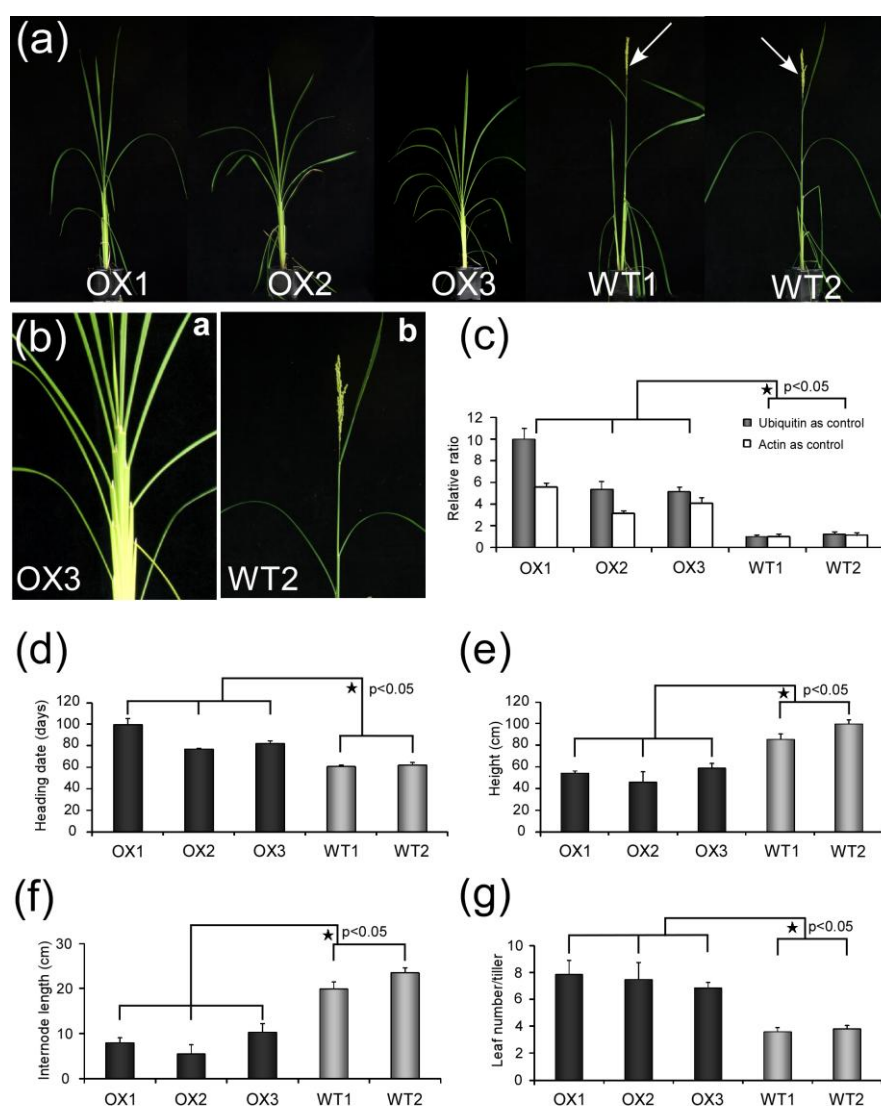 (a)
OX1 OX2 OX3 WT1 WT2
(b) a b
OX3 WT2
(c)
★ p<0.05
Ubiquitin as control
Actin as control
Relative ratio
12
10
8
6
4
2
0
OX1 OX2 OX3 WT1 WT2
(d)
★ p<0.05
Heading date (days)
120
100
80
60
40
20
0
OX1 OX2 OX3 WT1 WT2
(e)
★ p<0.05
Height (cm)
120
100
80
60
40
20
0
OX1 OX2 OX3 WT1 WT2
(f)
★ p<0.05
Internode length (cm)
30
20
10
0
OX1 OX2 OX3 WT1 WT2
(g)
★ p<0.05
Leaf number/tiller
10
8
6
4
2
0
OX1 OX2 OX3 WT1 WT2